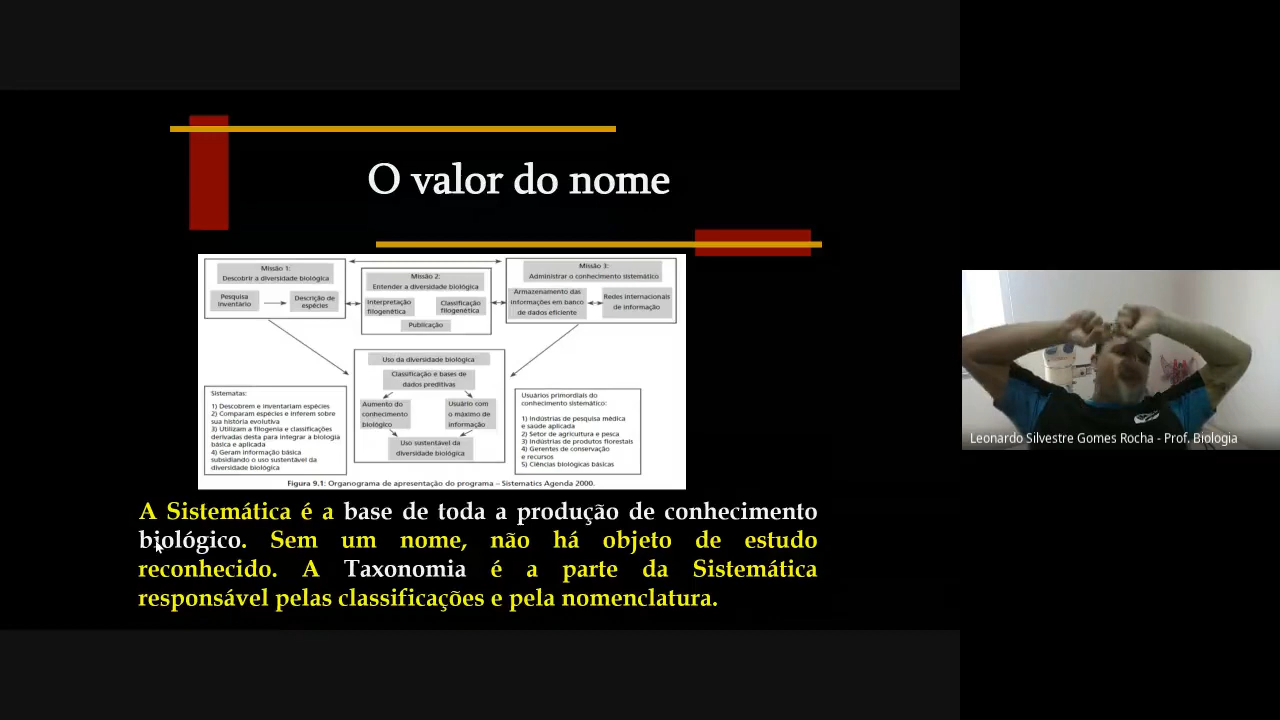 O valor do nome
Missão 1:
Descobrir a diversidade biológica
Pesquisa
inventário
Descrição de
espécies
Missão 2:
Entender a diversidade biológica
Interpretação
filogenética
Classificação
filogenética
Publicação
Missão 3:
Administrar o conhecimento sistemático
Armazenamento das
informações em banco
de dados eficiente
Redes internacionais
de informação
Uso da diversidade biológica
Classificação e bases de
dados preditivas
Aumento do
conhecimento
biológico
Usuário com
o máximo de
informação
Uso sustentável da
diversidade biológica
Sistematas:
1) Descobrem e inventariam espécies
2) Comparam espécies e inferem sobre
sua história evolutiva
3) Utilizam a filogenia e classificações
derivadas desta para integrar a biologia
básica e aplicada
4) Geram informação básica
subsidiando o uso sustentável da
diversidade biológica
Usuários primordiais do
conhecimento sistemático:
1) Indústrias de pesquisa médica
e saúde aplicada
2) Setor de agricultura e pesca
3) Indústrias de produtos florestais
4) Gerentes de conservação
e recursos
5) Ciências biológicas básicas
Figura 9.1: Organograma de apresentação do programa – Sistematics Agenda 2000.
A Sistemática é a base de toda a produção de conhecimento
biológico. Sem um nome, não há objeto de estudo
reconhecido. A Taxonomia é a parte da Sistemática
responsável pelas classificações e pela nomenclatura.
Leonardo Silvestre Gomes Rocha - Prof. Biologia